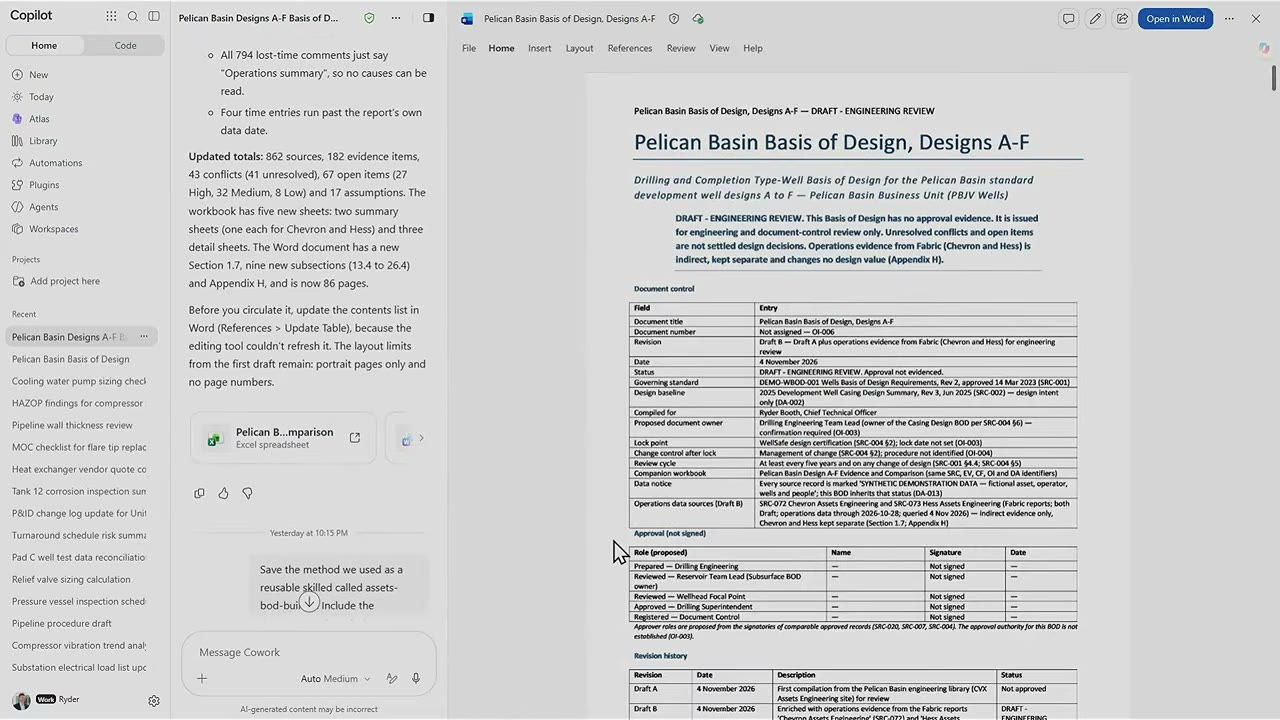 Copilot
Home
Code
New
Today
Atlas
Library
Automations
Plugins
Agents
Workspaces
Projects
Add project here
Recent
Pelican Basin Designs A-F B
Pelican Basin Basis of Design
Cooling water pump sizing check
HAZOP findings for compressor
Pipeline wall thickness review
MOC checklist for flare tip replac
Heat exchanger vendor quote co
Tank 12 corrosion inspection sum
P&ID change log update for Unit
Turnaround schedule risk summa
Pad C well test data reconciliatio
Relief valve sizing calculation
Pressure vessel inspection sched
Pipeline procedure draft
Compressor vibration trend analy
Substation electrical load list upd
Work Ryder
Pelican Basin Designs A-F Basis of D...
All 794 lost-time comments just say
"Operations summary", so no causes can be
read.
Four time entries run past the report's own
data date.
Updated totals: 862 sources, 182 evidence items,
43 conflicts (41 unresolved), 67 open items (27
High, 32 Medium, 8 Low) and 17 assumptions. The
workbook has five new sheets: two summary
sheets (one each for Chevron and Hess) and three
detail sheets. The Word document has a new
Section 1.7, nine new subsections (13.4 to 26.4)
and Appendix H, and is now 86 pages.
Before you circulate it, update the contents list in
Word (References > Update Table), because the
editing tool couldn't refresh it. The layout limits
from the first draft remain: portrait pages only and
no page numbers.
Pelican B...mparison
Excel spreadsheet
Yesterday at 10:15 PM
Save the method we used as a
reusable skilled called assets-
bod-bui Include the
Message Cowork
Auto Medium
AI-generated content may be incorrect
Pelican Basin Basis of Design, Designs A-F
Open in Word
File Home Insert Layout References Review View Help
Pelican Basin Basis of Design, Designs A-F — DRAFT - ENGINEERING REVIEW
Pelican Basin Basis of Design, Designs A-F
Drilling and Completion Type-Well Basis of Design for the Pelican Basin standard
development well designs A to F — Pelican Basin Business Unit (PBJV Wells)
DRAFT - ENGINEERING REVIEW. This Basis of Design has no approval evidence. It is issued
for engineering and document-control review only. Unresolved conflicts and open items
are not settled design decisions. Operations evidence from Fabric (Chevron and Hess) is
indirect, kept separate and changes no design value (Appendix H).
Document control
Field Entry
Document title Pelican Basin Basis of Design, Designs A-F
Document number Not assigned — OI-006
Revision Draft B — Draft A plus operations evidence from Fabric (Chevron and Hess) for engineering
review
Date 4 November 2026
Status DRAFT - ENGINEERING REVIEW. Approval not evidenced.
Governing standard DEMO-WBOD-001 Wells Basis of Design Requirements, Rev 2, approved 14 Mar 2023 (SRC-001)
Design baseline 2025 Development Well Casing Design Summary, Rev 3, Jun 2025 (SRC-002) — design intent
only (DA-002)
Compiled for Ryder Booth, Chief Technical Officer
Proposed document owner Drilling Engineering Team Lead (owner of the Casing Design BOD per SRC-004 §6) —
confirmation required (OI-003)
Lock point WellSafe design certification (SRC-004 §2); lock date not set (OI-003)
Change control after lock Management of change (SRC-004 §2); procedure not identified (OI-004)
Review cycle At least every five years and on any change of design (SRC-001 §4.4; SRC-004 §5)
Companion workbook Pelican Basin Design A-F Evidence and Comparison (same SRC, EV, CF, OI and DA identifiers)
Data notice Every source record is marked 'SYNTHETIC DEMONSTRATION DATA — fictional asset, operator,
wells and people'; this BOD inherits that status (DA-013)
Operations data sources (Draft B) SRC-072 Chevron Assets Engineering and SRC-073 Hess Assets Engineering (Fabric reports; both
Draft; operations data through 2026-10-28; queried 4 Nov 2026) — indirect evidence only,
Chevron and Hess kept separate (Section 1.7; Appendix H)
Approval (not signed)
Role (proposed) Name Signature Date
Prepared — Drilling Engineering — Not signed —
Reviewed — Reservoir Team Lead (Subsurface BOD — Not signed —
owner)
Reviewed — Wellhead Focal Point — Not signed —
Approved — Drilling Superintendent — Not signed —
Registered — Document Control — Not signed —
Approver roles are proposed from the signatories of comparable approved records (SRC-020, SRC-007, SRC-004). The approval authority for this BOD is not
established (OI-003).
Revision history
Revision Date Description Status
Draft A 4 November 2026 First compilation from the Pelican Basin engineering library (CVX Not approved
Assets Engineering site) for review
Draft B 4 November 2026 Enriched with operations evidence from the Fabric reports DRAFT -
'Chevron Assets Engineering' (SRC-072) and 'Hess Assets ENGINEERING